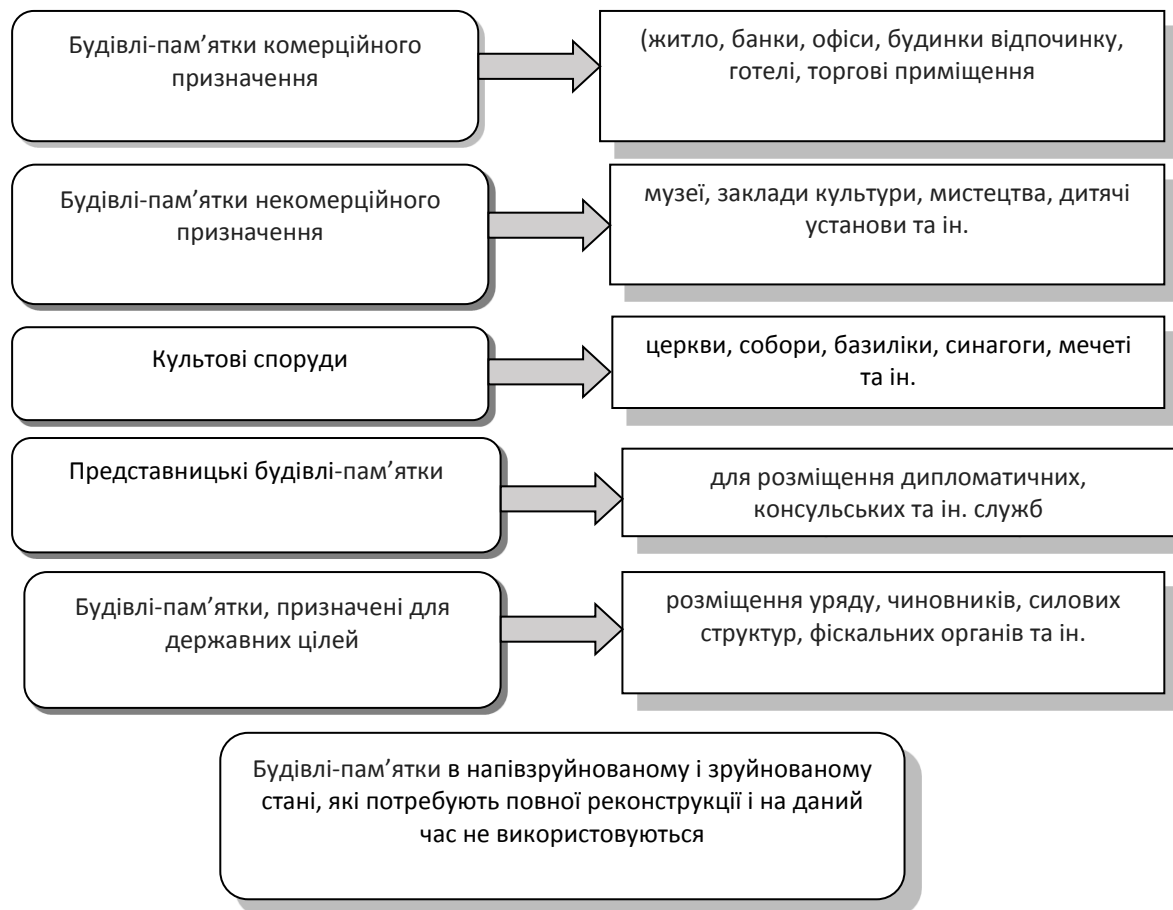 Будівлі-пам’ятки комерційного
призначення
(житло, банки, офіси, будинки відпочинку,
готелі, торгові приміщення
Будівлі-пам’ятки некомерційного
призначення
музеї, заклади культури, мистецтва, дитячі
установи та ін.
Культові споруди
церкви, собори, базиліки, синагоги, мечеті
та ін.
Представницькі будівлі-пам’ятки
для розміщення дипломатичних,
консульських та ін. служб
Будівлі-пам’ятки, призначені для
державних цілей
розміщення уряду, чиновників, силових
структур, фіскальних органів та ін.
Будівлі-пам’ятки в напівзруйнованому і зруйнованому
стані, які потребують повної реконструкції і на даний
час не використовуються